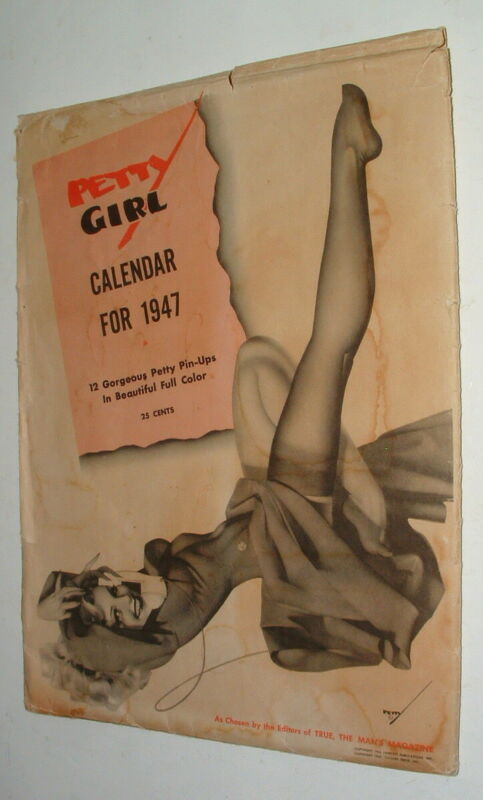 PETTY
GIRL
CALENDAR
FOR 1947
12 Gorgeous Petty Pin-Ups
In Beautiful Full Color
25 CENTS
PETTY
As Chosen by the Editors of TRUE, THE MAN'S MAGAZINE